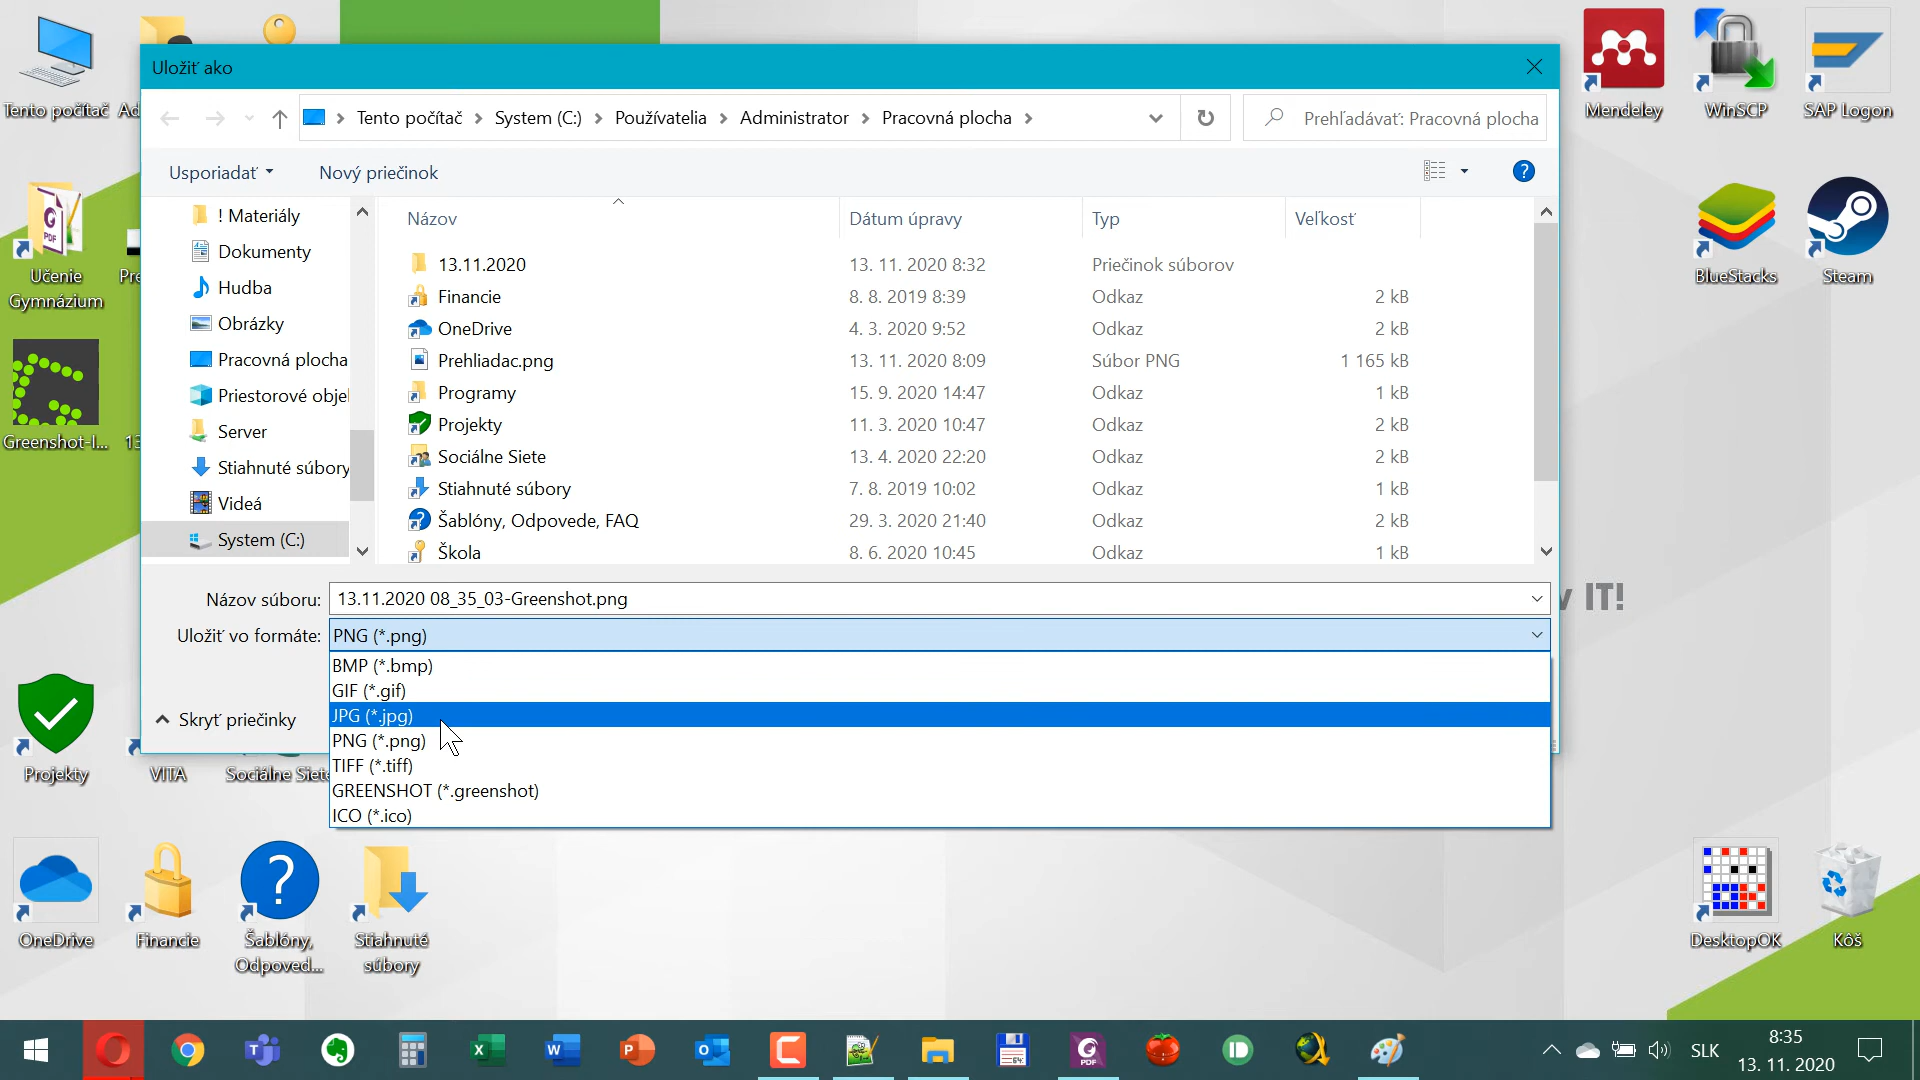 Uložiť ako
Tento počítač
System (C:)
Používatelia
Administrator
Pracovná plocha
Prehľadávať: Pracovná plocha
Usporiadať
Nový priečinok
?
! Materiály
Dokumenty
Hudba
Obrázky
Pracovná plocha
Priestorové obje
Server
Stiahnuté súbory
Videá
System (C:)
Názov Dátum úpravy Typ Veľkosť
13.11.2020 13. 11. 2020 8:32 Priečinok súborov
Financie 8. 8. 2019 8:39 Odkaz 2 kB
OneDrive 4. 3. 2020 9:52 Odkaz 2 kB
Prehliadac.png 13. 11. 2020 8:09 Súbor PNG 1 165 kB
Programy 15. 9. 2020 14:47 Odkaz 1 kB
Projekty 11. 3. 2020 10:47 Odkaz 2 kB
Sociálne Siete 13. 4. 2020 22:20 Odkaz 2 kB
Stiahnuté súbory 7. 8. 2019 10:02 Odkaz 1 kB
Šablóny, Odpovede, FAQ 29. 3. 2020 21:40 Odkaz 2 kB
Škola 8. 6. 2020 10:45 Odkaz 1 kB
Názov súboru: 13.11.2020 08_35_03-Greenshot.png
Uložiť vo formáte: PNG (*.png)
BMP (*.bmp)
GIF (*.gif)
JPG (*.jpg)
PNG (*.png)
TIFF (*.tiff)
GREENSHOT (*.greenshot)
ICO (*.ico)
Skryť priečinky
Tento počítač
Učenie
Gymnázium
Greenshot-I...
Projekty
VITA
Sociálne Siete
OneDrive
Financie
Šablóny,
Odpoved...
Stiahnuté
súbory
Mendeley
WinSCP
SAP Logon
BlueStacks
Steam
v IT!
DesktopOK
Kôš
SLK
8:35
13. 11. 2020